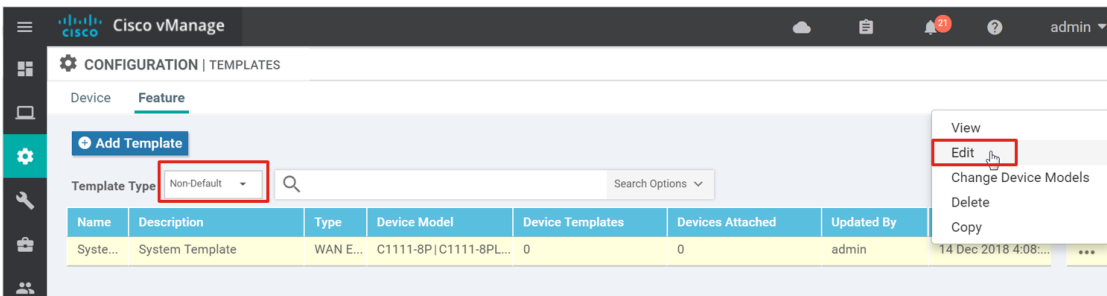 cisco Cisco vManage 21 admin
CONFIGURATION | TEMPLATES
Device Feature
Add Template
Template Type Non-Default Search Options
View
Edit
Change Device Models
Delete
Copy
Name Description Type Device Model Device Templates Devices Attached Updated By
Syste... System Template WAN E... C1111-8P|C1111-8PL... 0 0 admin 14 Dec 2018 4:08:... ...